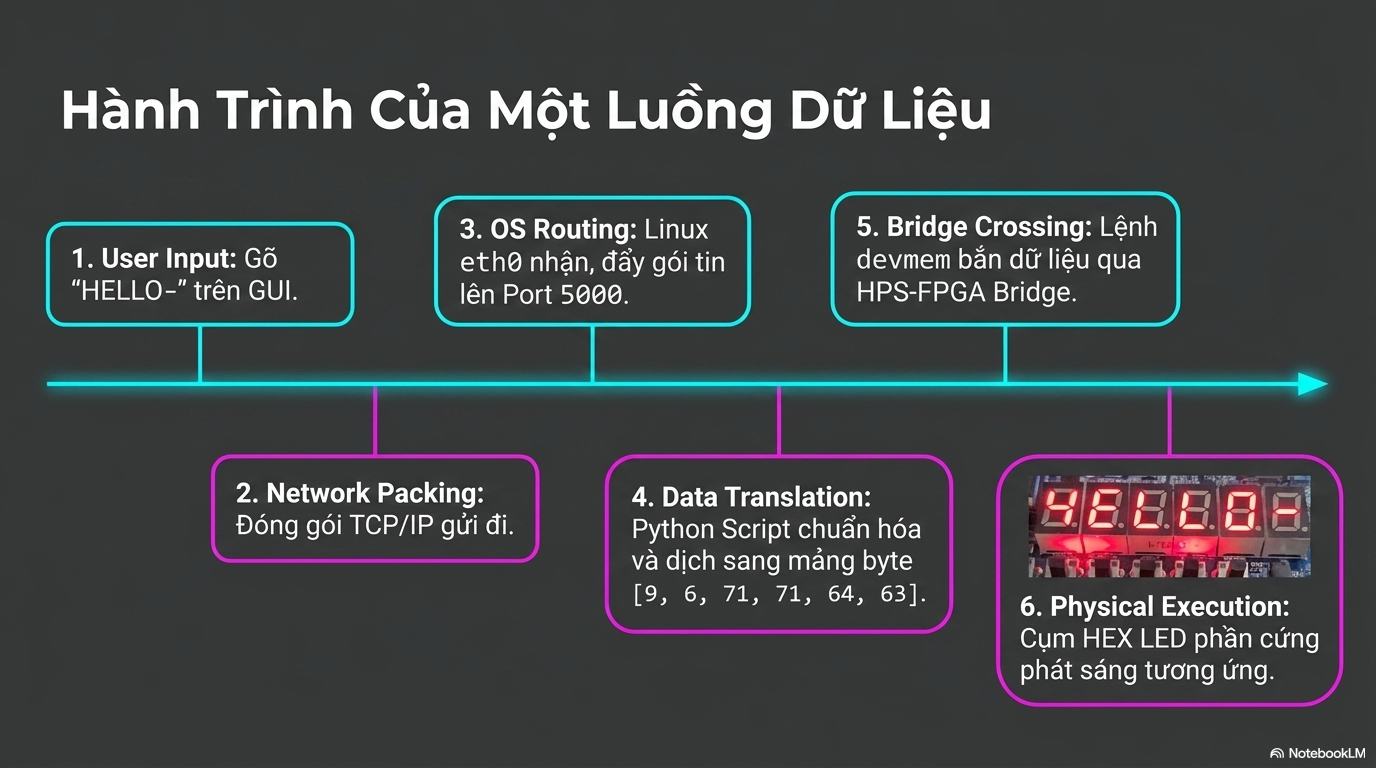 Hành Trình Của Một Luồng Dữ Liệu
1. User Input: Gõ
“HELLO-” trên GUI.
2. Network Packing:
Đóng gói TCP/IP gửi đi.
3. OS Routing: Linux
eth0 nhận, đẩy gói tin
lên Port 5000.
4. Data Translation:
Python Script chuẩn hóa
và dịch sang mảng byte
[9, 6, 71, 71, 64, 63].
5. Bridge Crossing: Lệnh
devmem bắn dữ liệu qua
HPS-FPGA Bridge.
HELLO-
6. Physical Execution:
Cụm HEX LED phần cứng
phát sáng tương ứng.
NotebookLM